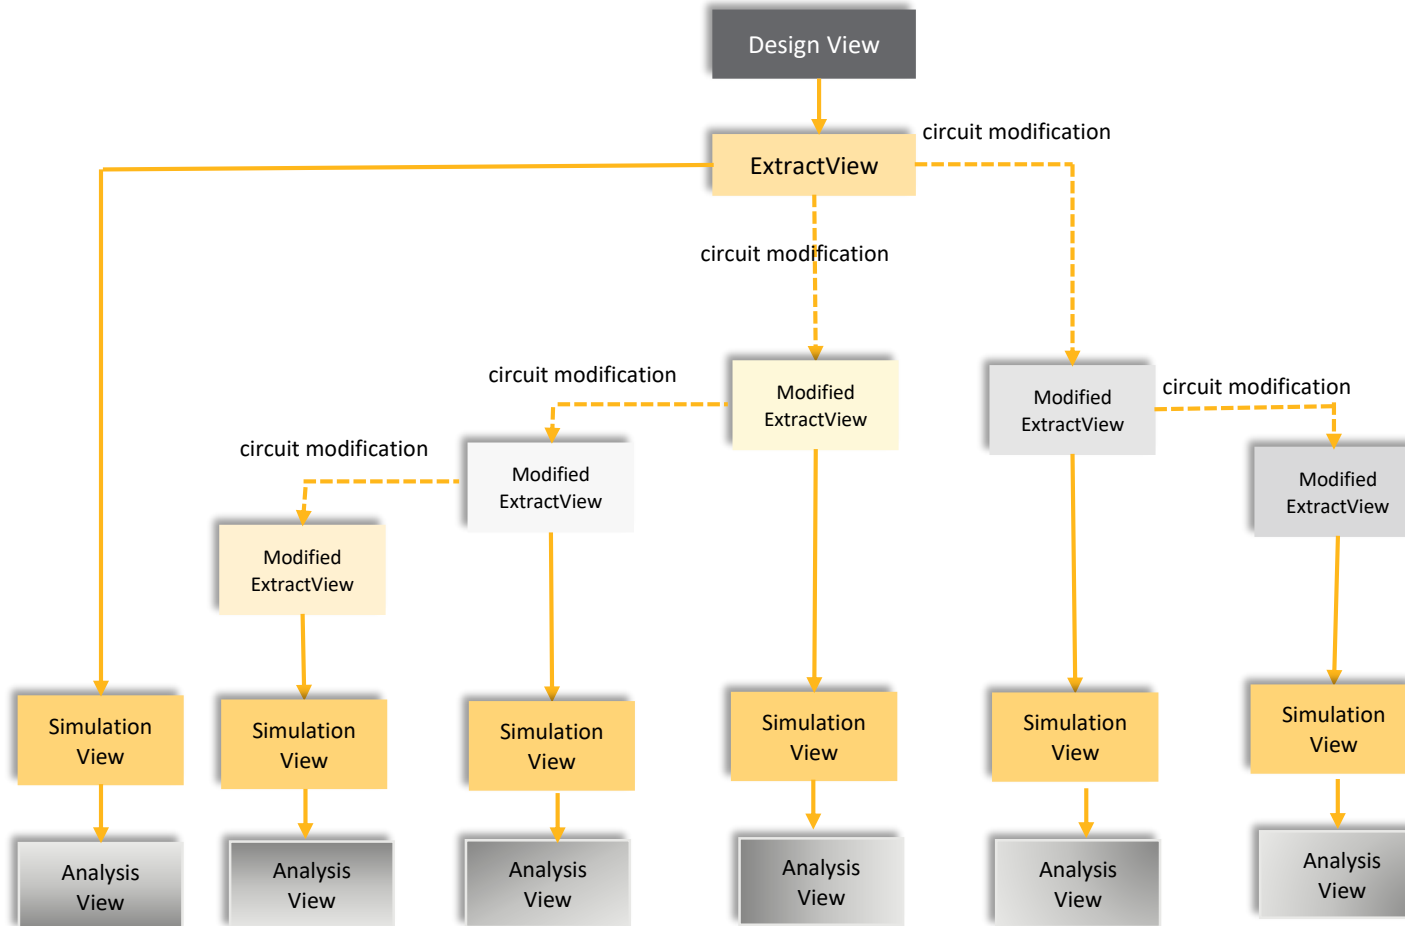 Design View
circuit modification
ExtractView
circuit modification
circuit modification
Modified
ExtractView
Modified
ExtractView
circuit modification
circuit modification
Modified
ExtractView
Modified
ExtractView
Modified
ExtractView
Simulation
View
Simulation
View
Simulation
View
Simulation
View
Simulation
View
Simulation
View
Analysis
View
Analysis
View
Analysis
View
Analysis
View
Analysis
View
Analysis
View